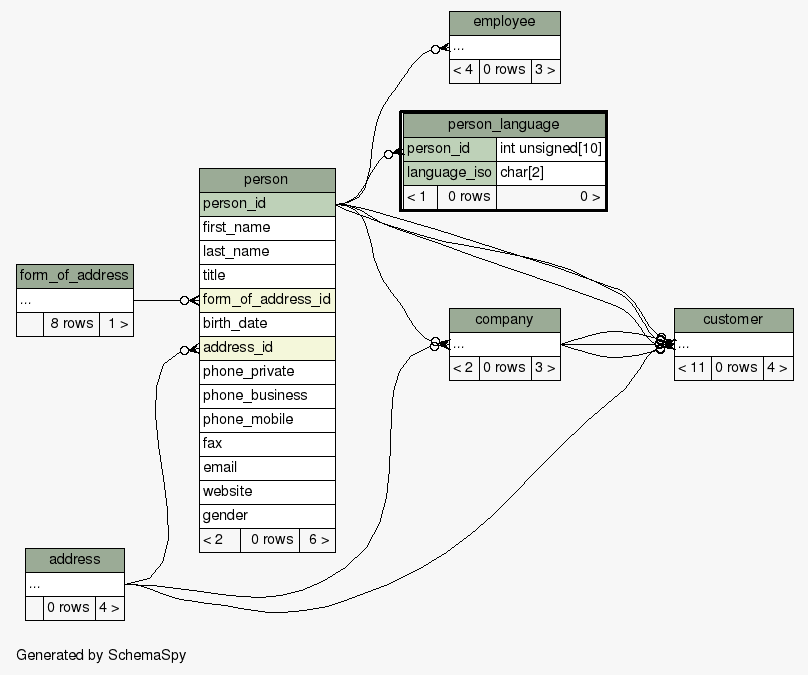 employee
...
< 4 0 rows 3 >
person_language
person_id int unsigned[10]
language_iso char[2]
< 1 0 rows 0 >
person
person_id
first_name
last_name
title
form_of_address_id
birth_date
address_id
phone_private
phone_business
phone_mobile
fax
email
website
gender
< 2 0 rows 6 >
form_of_address
...
8 rows 1 >
company
...
< 2 0 rows 3 >
customer
...
< 11 0 rows 4 >
address
...
0 rows 4 >
Generated by SchemaSpy